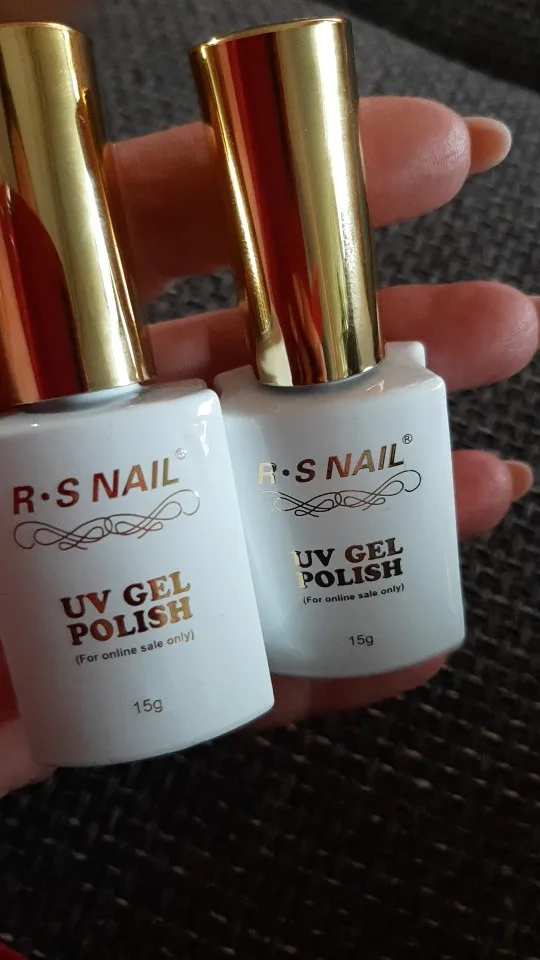 R•S NAIL®
UV GEL
POLISH
(For online sale only)
15g
R•S NAIL®
UV GEL
POLISH
(For online sale only)
15g